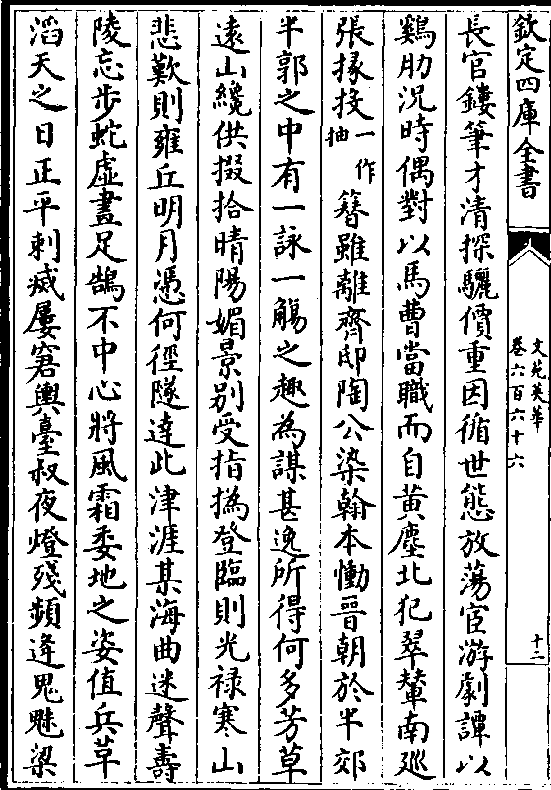 欽定四庫全書
文苑英華
卷六百六十六
十二
長官鏤筆才清探驪價重因循世態放蕩宦游劇譚以
鷄肋況時偶對以馬曹當職而自黄塵北犯翠輦南廵
張掾投一作抽簪雖離齊邸陶公染翰本慟晉朝於半郊
半郭之中有一詠一觴之趣為謀甚逸所得何多芳草
逺山纔供掇拾晴陽媚景别受指撝登臨則光禄寒山
悲歎則雍丘明月憑何徑隧達此津涯某海曲迷聲壽
陵忘步蛇虚畫足鵠不中心將風霜委地之姿值兵革
滔天之日正平刺滅屢窘輿臺叔夜燈殘頻逢鬼魅梁